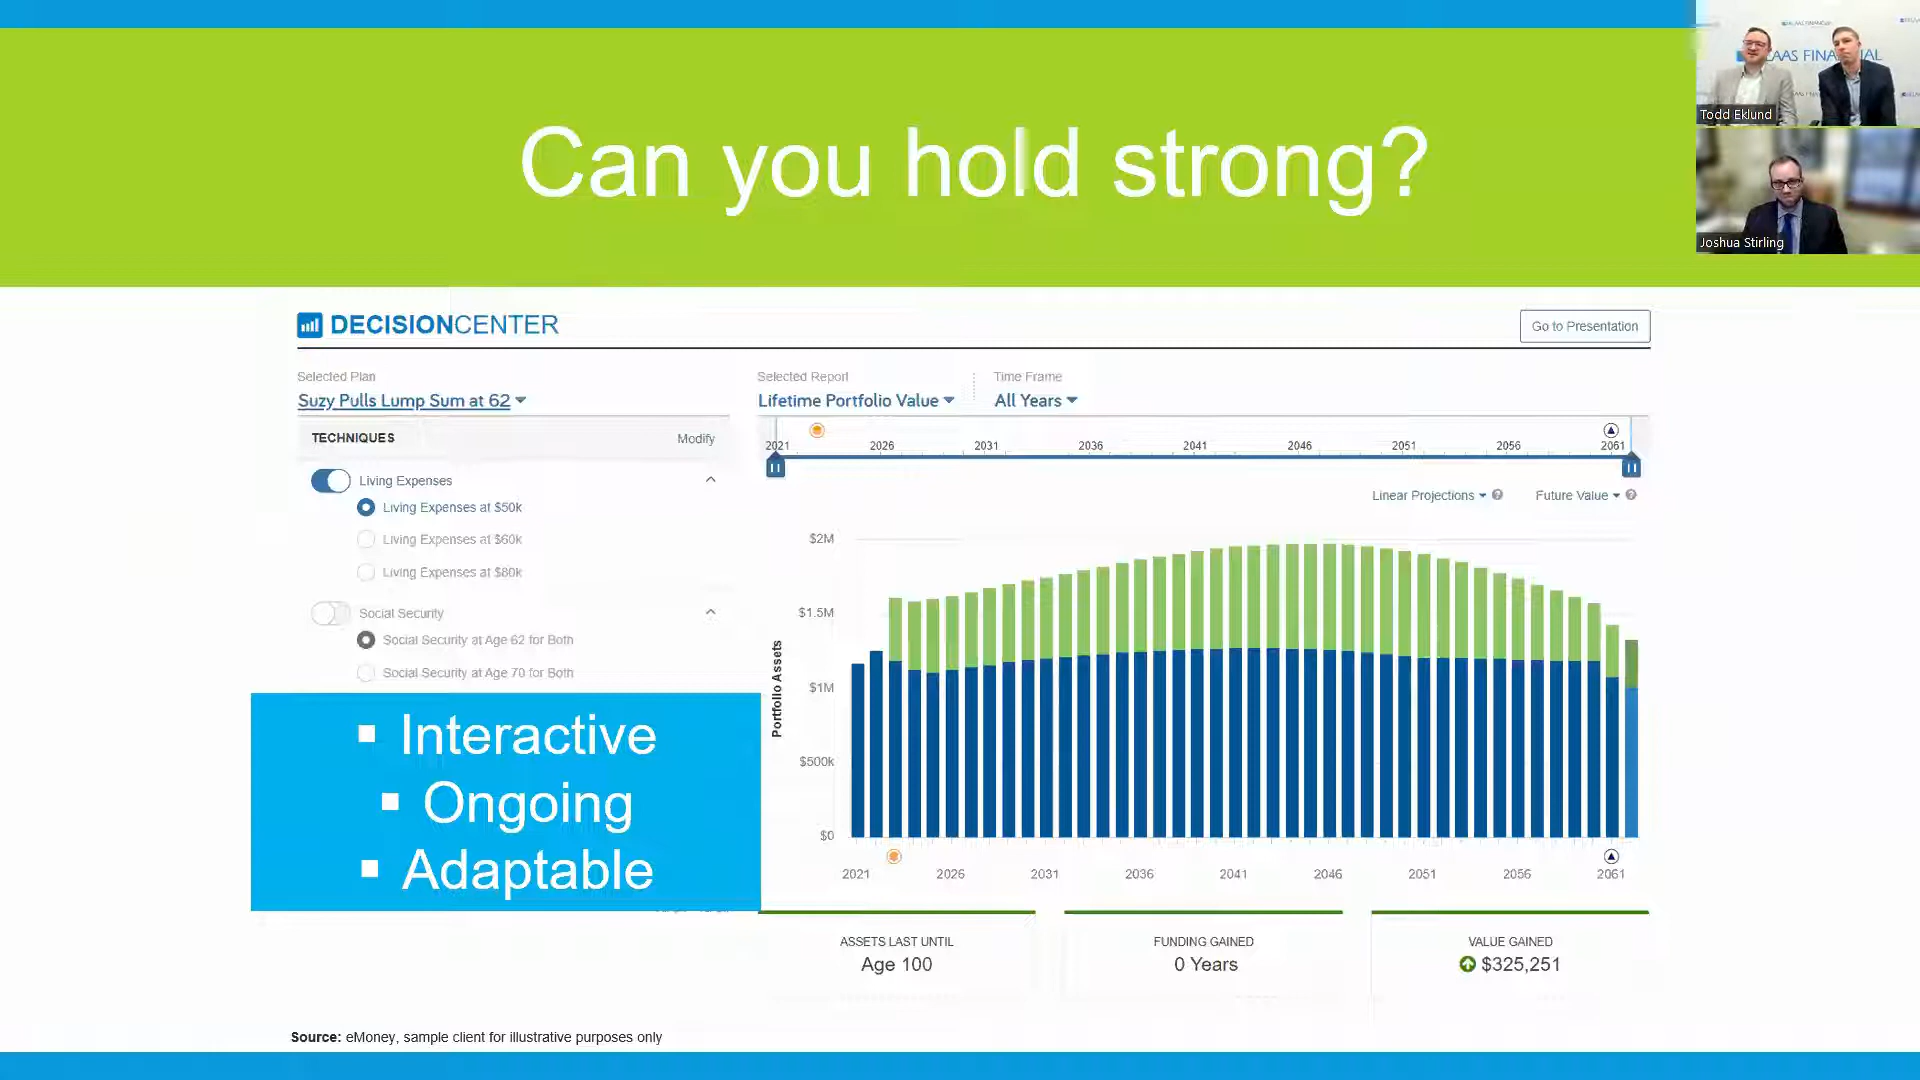 Can you hold strong?
AAS FINA
IAL
Todd Eklund
Joshua Stirling
DECISIONCENTER
Go to Presentation
Selected Plan
Suzy Pulls Lump Sum at 62
Selected Report
Lifetime Portfolio Value
Time Frame
All Years
TECHNIQUES
Modify
Living Expenses
Living Expenses at $50k
Living Expenses at $60k
Living Expenses at $80k
Social Security
Social Security at Age 62 for Both
Social Security at Age 70 for Both
Interactive
Ongoing
Adaptable
2021 2026 2031 2036 2041 2046 2051 2056 2061
Linear Projections
Future Value
Portfolio Assets
$2M
$1.5M
$1M
$500k
$0
2021 2026 2031 2036 2041 2046 2051 2056 2061
ASSETS LAST UNTIL
Age 100
FUNDING GAINED
0 Years
VALUE GAINED
$325,251
Source: eMoney, sample client for illustrative purposes only